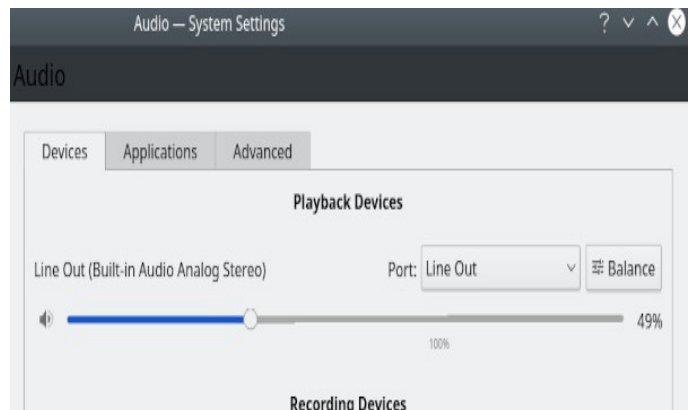 Audio — System Settings
?
Audio
Devices Applications Advanced
Playback Devices
Line Out (Built-in Audio Analog Stereo) Port: Line Out Balance
49%
100%
Recording Devices